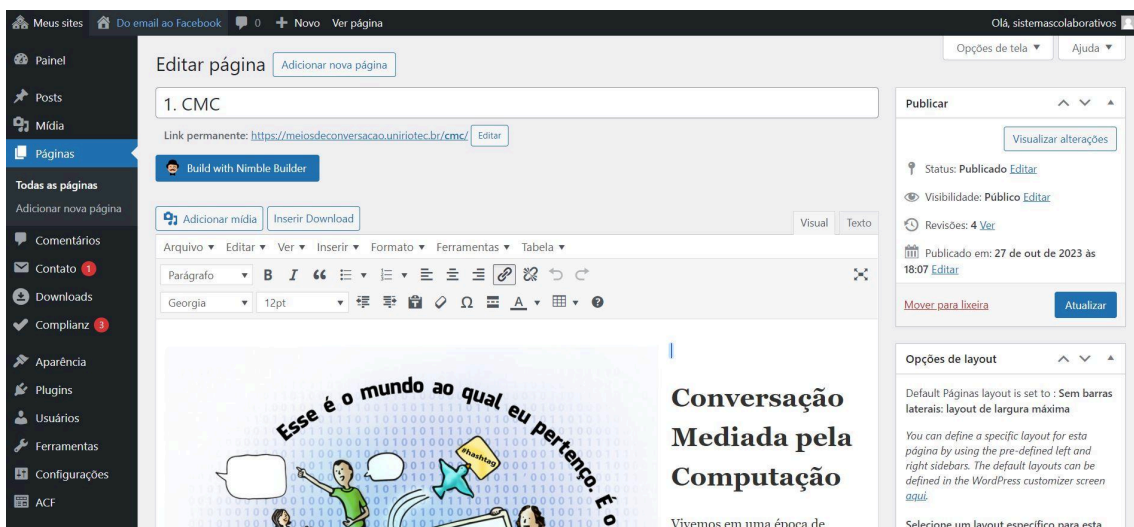 Meus sites Do email ao Facebook 0 + Novo Ver página Olá, sistemascolaborativos
Opções de tela ▼ Ajuda ▼
Painel
Posts
Mídia
Páginas
Todas as páginas
Adicionar nova página
Comentários
Contato 1
Downloads
Complianz 3
Aparência
Plugins
Usuários
Ferramentas
Configurações
ACF
Editar página Adicionar nova página
1. CMC
Link permanente: https://meiosdeconversacao.uniriotec.br/cmc/ Editar
Build with Nimble Builder
Adicionar mídia Inserir Download Visual Texto
Arquivo ▼ Editar ▼ Ver ▼ Inserir ▼ Formato ▼ Ferramentas ▼ Tabela ▼
Parágrafo ▼ B I
Georgia ▼ 12pt ▼ Ω A ▼
Esse é o mundo ao qual eu pertenço. É o
#hashtag
Conversação
Mediada pela
Computação
Vivemos em uma época de
Publicar
Visualizar alterações
Status: Publicado Editar
Visibilidade: Público Editar
Revisões: 4 Ver
Publicado em: 27 de out de 2023 às
18:07 Editar
Mover para lixeira Atualizar
Opções de layout
Default Páginas layout is set to : Sem barras
laterais: layout de largura máxima
You can define a specific layout for esta
página by using the pre-defined left and
right sidebars. The default layouts can be
defined in the WordPress customizer screen
aqui.
Selecione um layout específico para esta